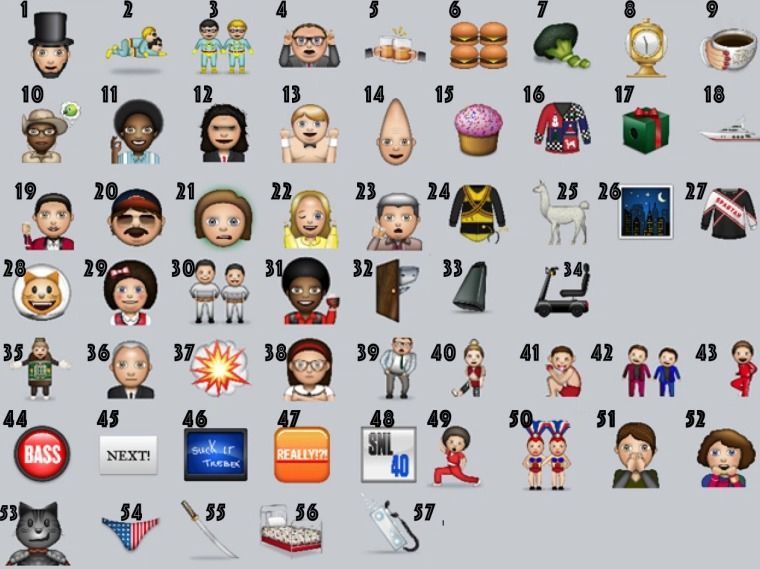 1 2 3 4 5 6 7 8 9
10 11 12 13 14 15 16 17 18
19 20 21 22 23 24 25 26 27
SPARTAN
28 29 30 31 32 33 34
35 36 37 38 39 40 41 42 43
44 45 46 47 48 49 50 51 52
BASS
NEXT!
suck it
TREBEK
REALLY!?!
SNL
40
53 54 55 56 57